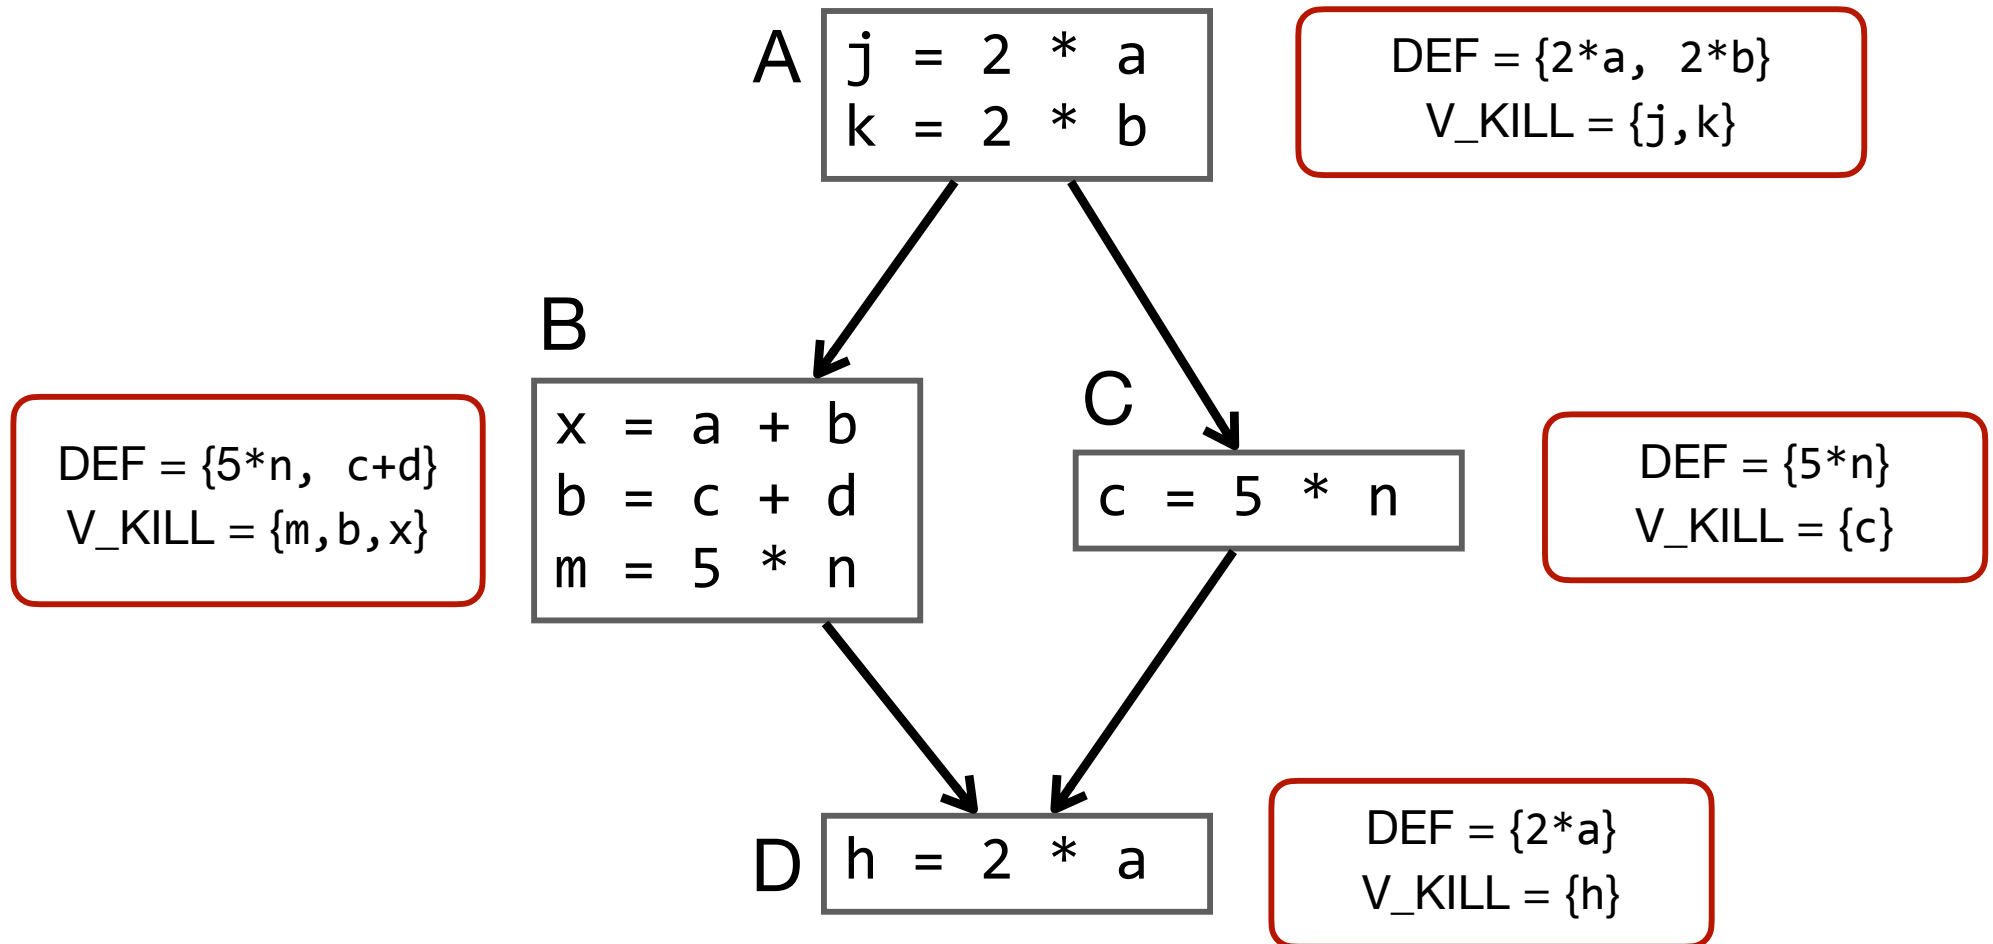 A
j = 2 * a
k = 2 * b
DEF = {2*a, 2*b}
V_KILL = {j,k}
B
x = a + b
b = c + d
m = 5 * n
DEF = {5*n, c+d}
V_KILL = {m,b,x}
C
c = 5 * n
DEF = {5*n}
V_KILL = {c}
D
h = 2 * a
DEF = {2*a}
V_KILL = {h}